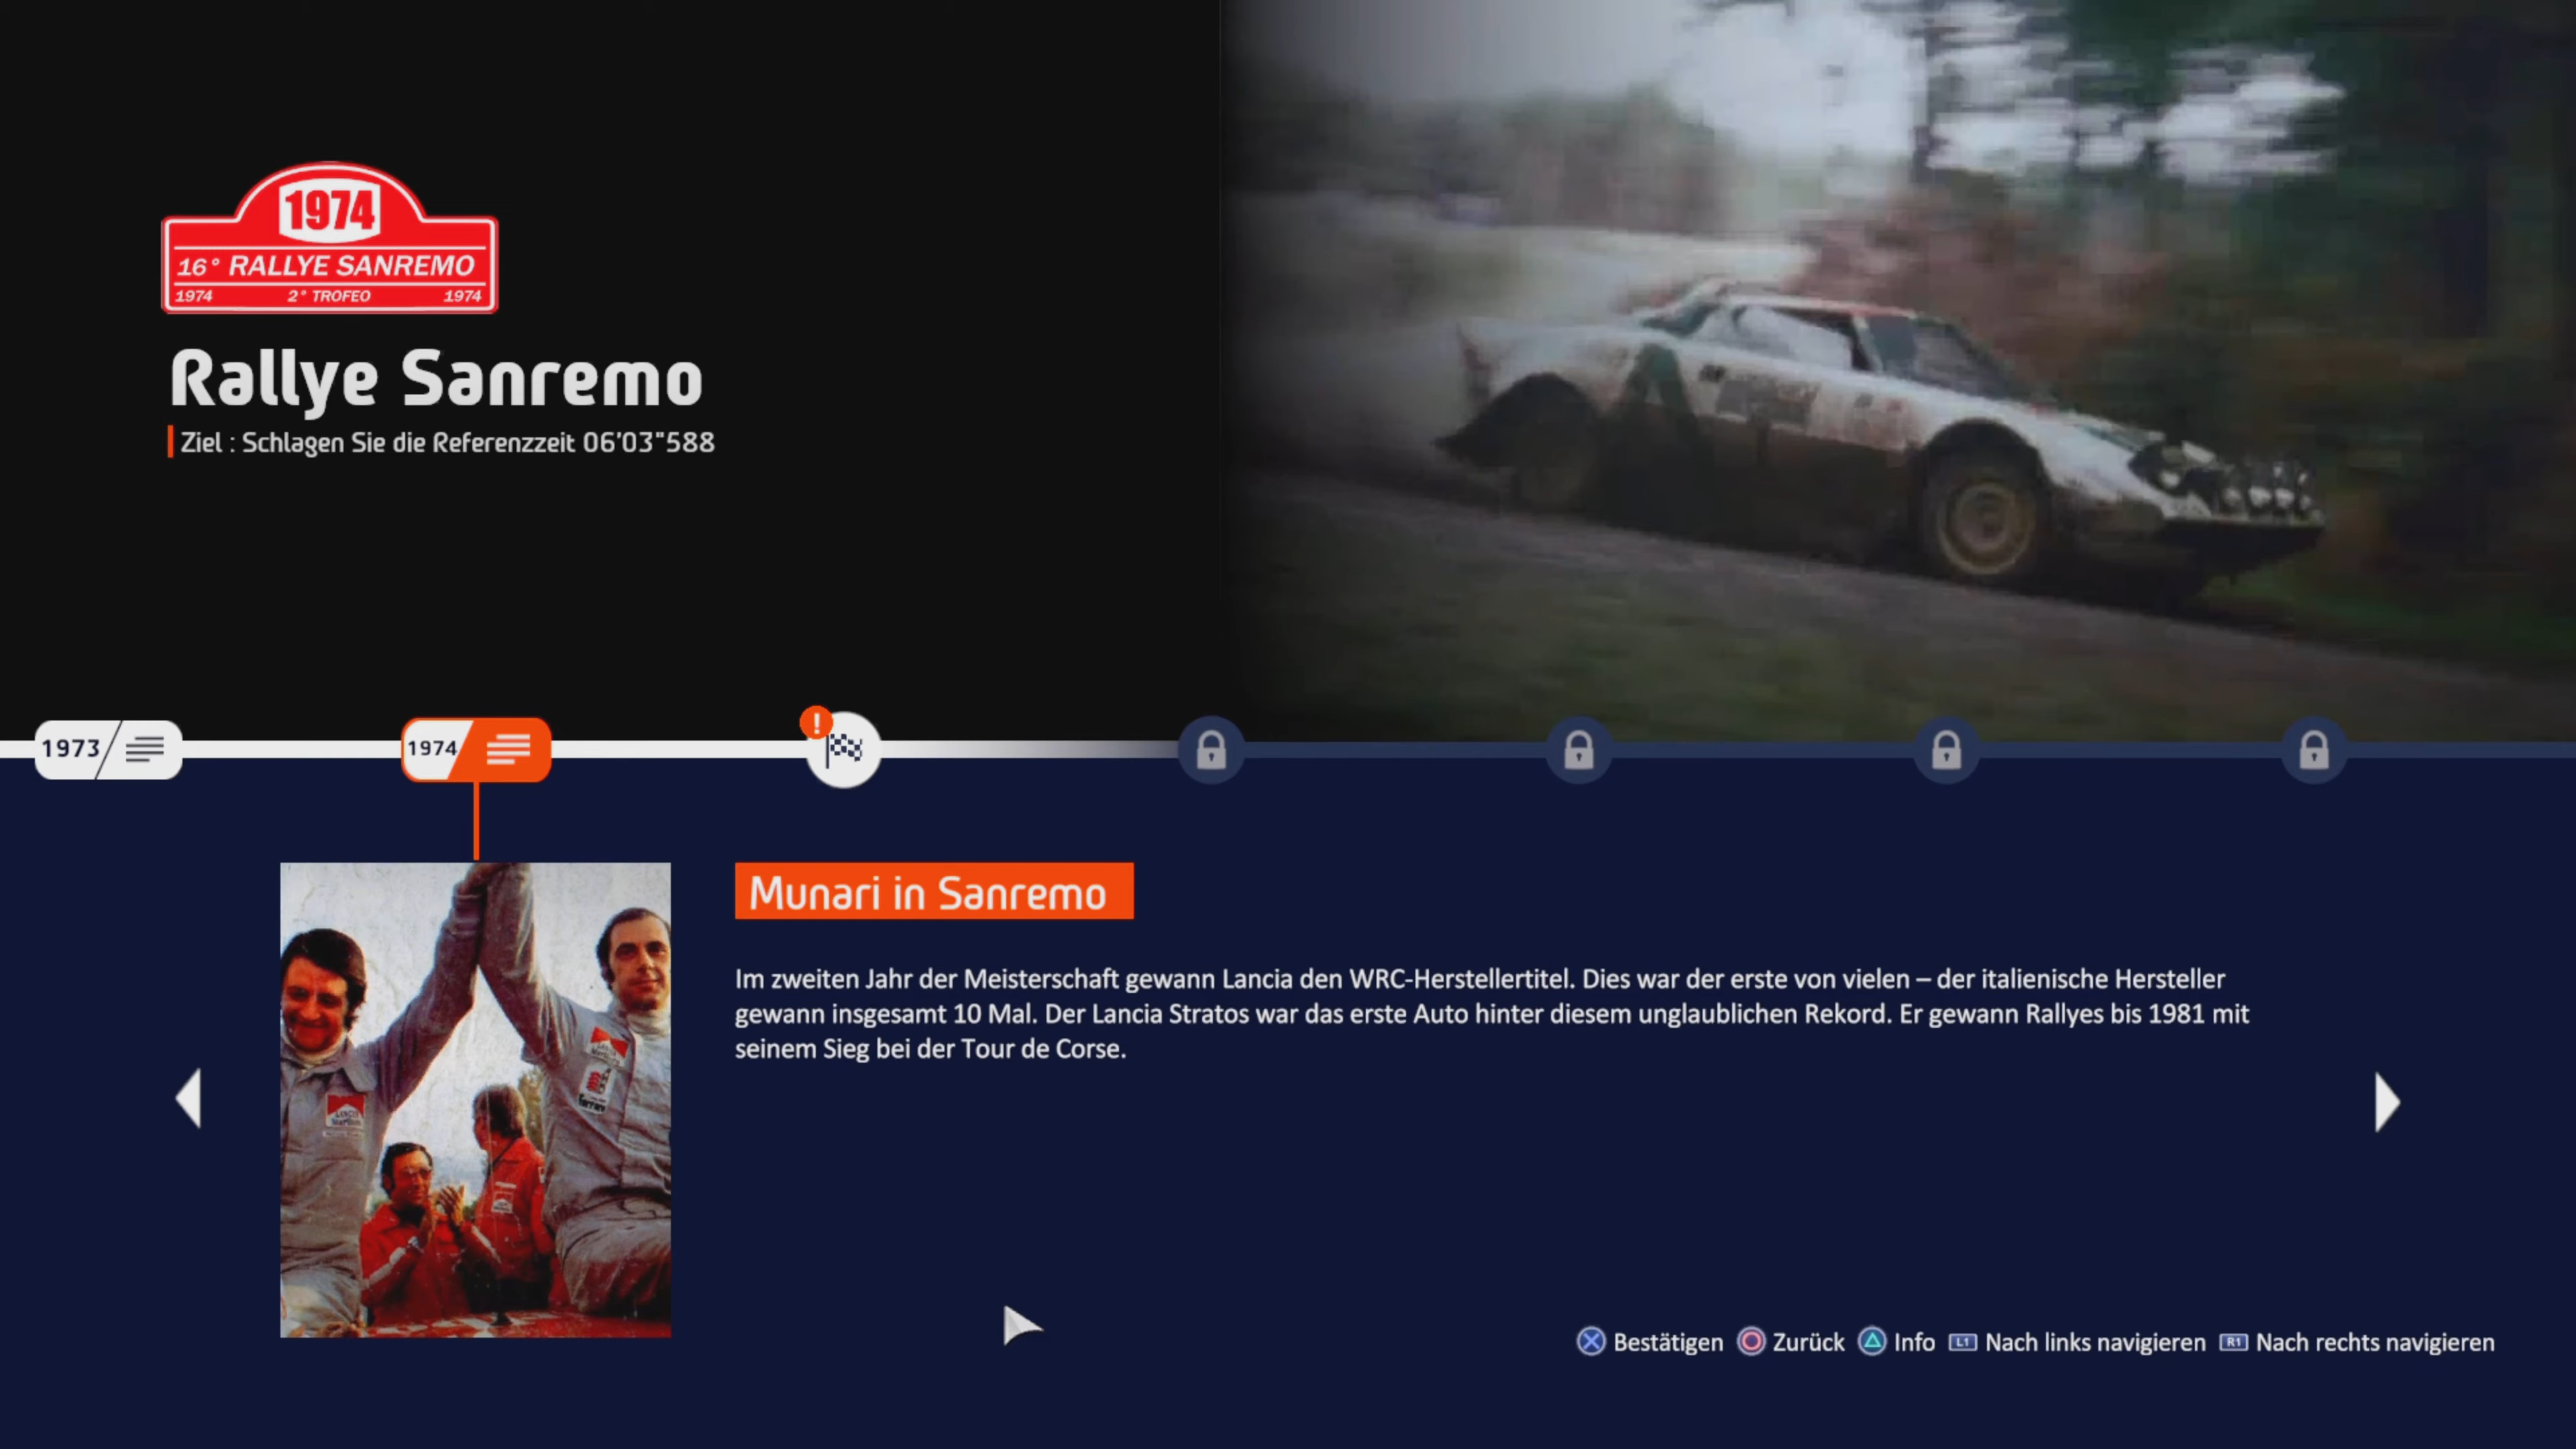 1974
16° RALLYE SANREMO
1974 2° TROFEO 1974
Rallye Sanremo
Ziel : Schlagen Sie die Referenzzeit 06'03"588
1973
1974
!
Munari in Sanremo
Im zweiten Jahr der Meisterschaft gewann Lancia den WRC-Herstellertitel. Dies war der erste von vielen – der italienische Hersteller
gewann insgesamt 10 Mal. Der Lancia Stratos war das erste Auto hinter diesem unglaublichen Rekord. Er gewann Rallyes bis 1981 mit
seinem Sieg bei der Tour de Corse.
Bestätigen Zurück Info L1 Nach links navigieren R1 Nach rechts navigieren